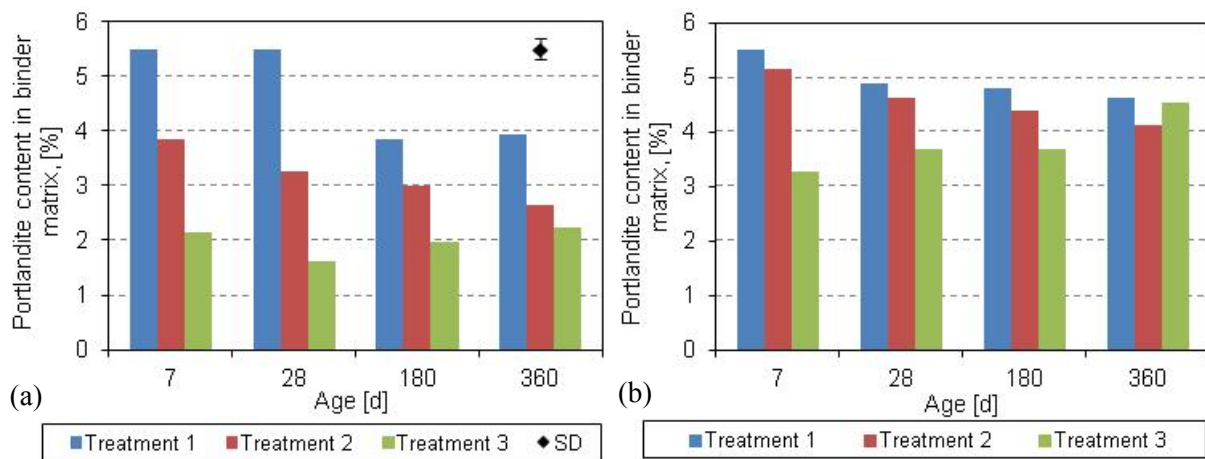 Portlandite content in binder
matrix, [%]
6
5
4
3
2
1
0
7 28 180 360
Age [d]
(a)
Treatment 1 Treatment 2 Treatment 3 SD
Portlandite content in binder
matrix, [%]
6
5
4
3
2
1
0
7 28 180 360
Age [d]
(b)
Treatment 1 Treatment 2 Treatment 3